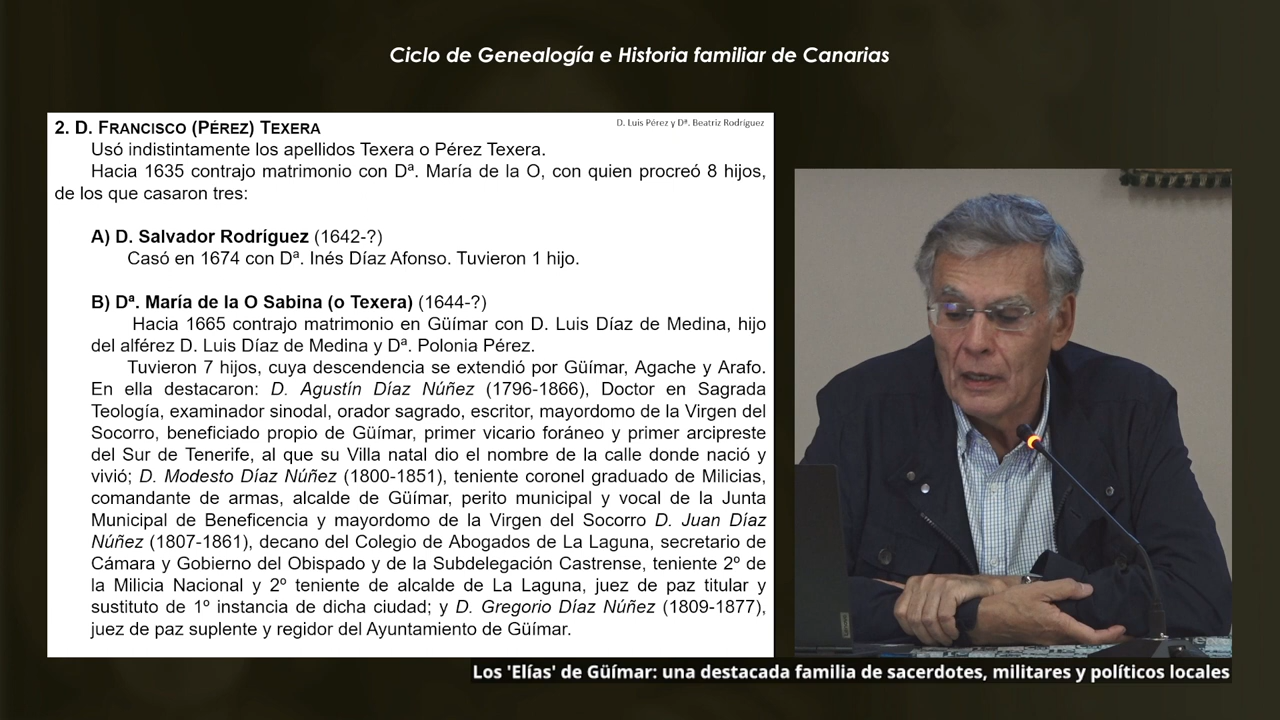 Ciclo de Genealogía e Historia familiar de Canarias
2. D. FRANCISCO (PÉREZ) TEXERA
D. Luis Pérez y Dª. Beatriz Rodríguez
Usó indistintamente los apellidos Texera o Pérez Texera.
Hacia 1635 contrajo matrimonio con Dª. María de la O, con quien procreó 8 hijos,
de los que casaron tres:
A) D. Salvador Rodríguez (1642-?)
Casó en 1674 con Dª. Inés Díaz Afonso. Tuvieron 1 hijo.
B) Dª. María de la O Sabina (o Texera) (1644-?)
Hacia 1665 contrajo matrimonio en Güímar con D. Luis Díaz de Medina, hijo
del alférez D. Luis Díaz de Medina y Dª. Polonia Pérez.
Tuvieron 7 hijos, cuya descendencia se extendió por Güímar, Agache y Arafo.
En ella destacaron: D. Agustín Díaz Núñez (1796-1866), Doctor en Sagrada
Teología, examinador sinodal, orador sagrado, escritor, mayordomo de la Virgen del
Socorro, beneficiado propio de Güímar, primer vicario foráneo y primer arcipreste
del Sur de Tenerife, al que su Villa natal dio el nombre de la calle donde nació y
vivió; D. Modesto Díaz Núñez (1800-1851), teniente coronel graduado de Milicias,
comandante de armas, alcalde de Güímar, perito municipal y vocal de la Junta
Municipal de Beneficencia y mayordomo de la Virgen del Socorro D. Juan Díaz
Núñez (1807-1861), decano del Colegio de Abogados de La Laguna, secretario de
Cámara y Gobierno del Obispado y de la Subdelegación Castrense, teniente 2º de
la Milicia Nacional y 2º teniente de alcalde de La Laguna, juez de paz titular y
sustituto de 1º instancia de dicha ciudad; y D. Gregorio Díaz Núñez (1809-1877),
juez de paz suplente y regidor del Ayuntamiento de Güímar.
Los 'Elías' de Güímar: una destacada familia de sacerdotes, militares y políticos locales